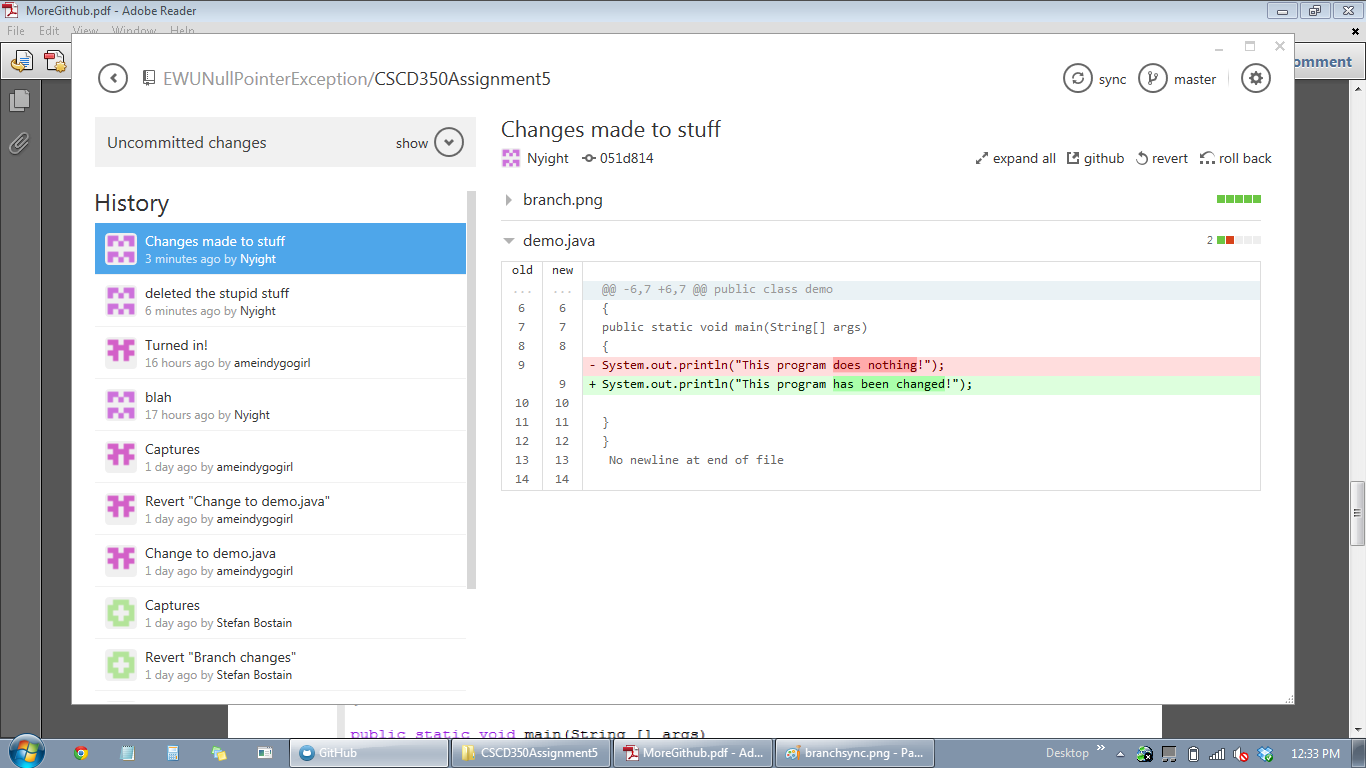 MoreGithub.pdf - Adobe Reader
File Edit View Window Help
omment
EWUNullPointerException/CSCD350Assignment5
sync
master
Uncommitted changes
show
History
Changes made to stuff
3 minutes ago by Nyight
deleted the stupid stuff
6 minutes ago by Nyight
Turned in!
16 hours ago by ameindygogirl
blah
17 hours ago by Nyight
Captures
1 day ago by ameindygogirl
Revert "Change to demo.java"
1 day ago by ameindygogirl
Change to demo.java
1 day ago by ameindygogirl
Captures
1 day ago by Stefan Bostain
Revert "Branch changes"
1 day ago by Stefan Bostain
Changes made to stuff
Nyight 051d814
expand all github revert roll back
branch.png
demo.java 2
old new
... ... @@ -6,7 +6,7 @@ public class demo
6 6 {
7 7 public static void main(String[] args)
8 8 {
9 - System.out.println("This program does nothing!");
9 + System.out.println("This program has been changed!");
10 10
11 11 }
12 12 }
13 13 No newline at end of file
14 14
public static void main(String [] args)
GitHub
CSCD350Assignment5
MoreGithub.pdf - Ad...
branchsync.png - Pa...
Desktop
12:33 PM